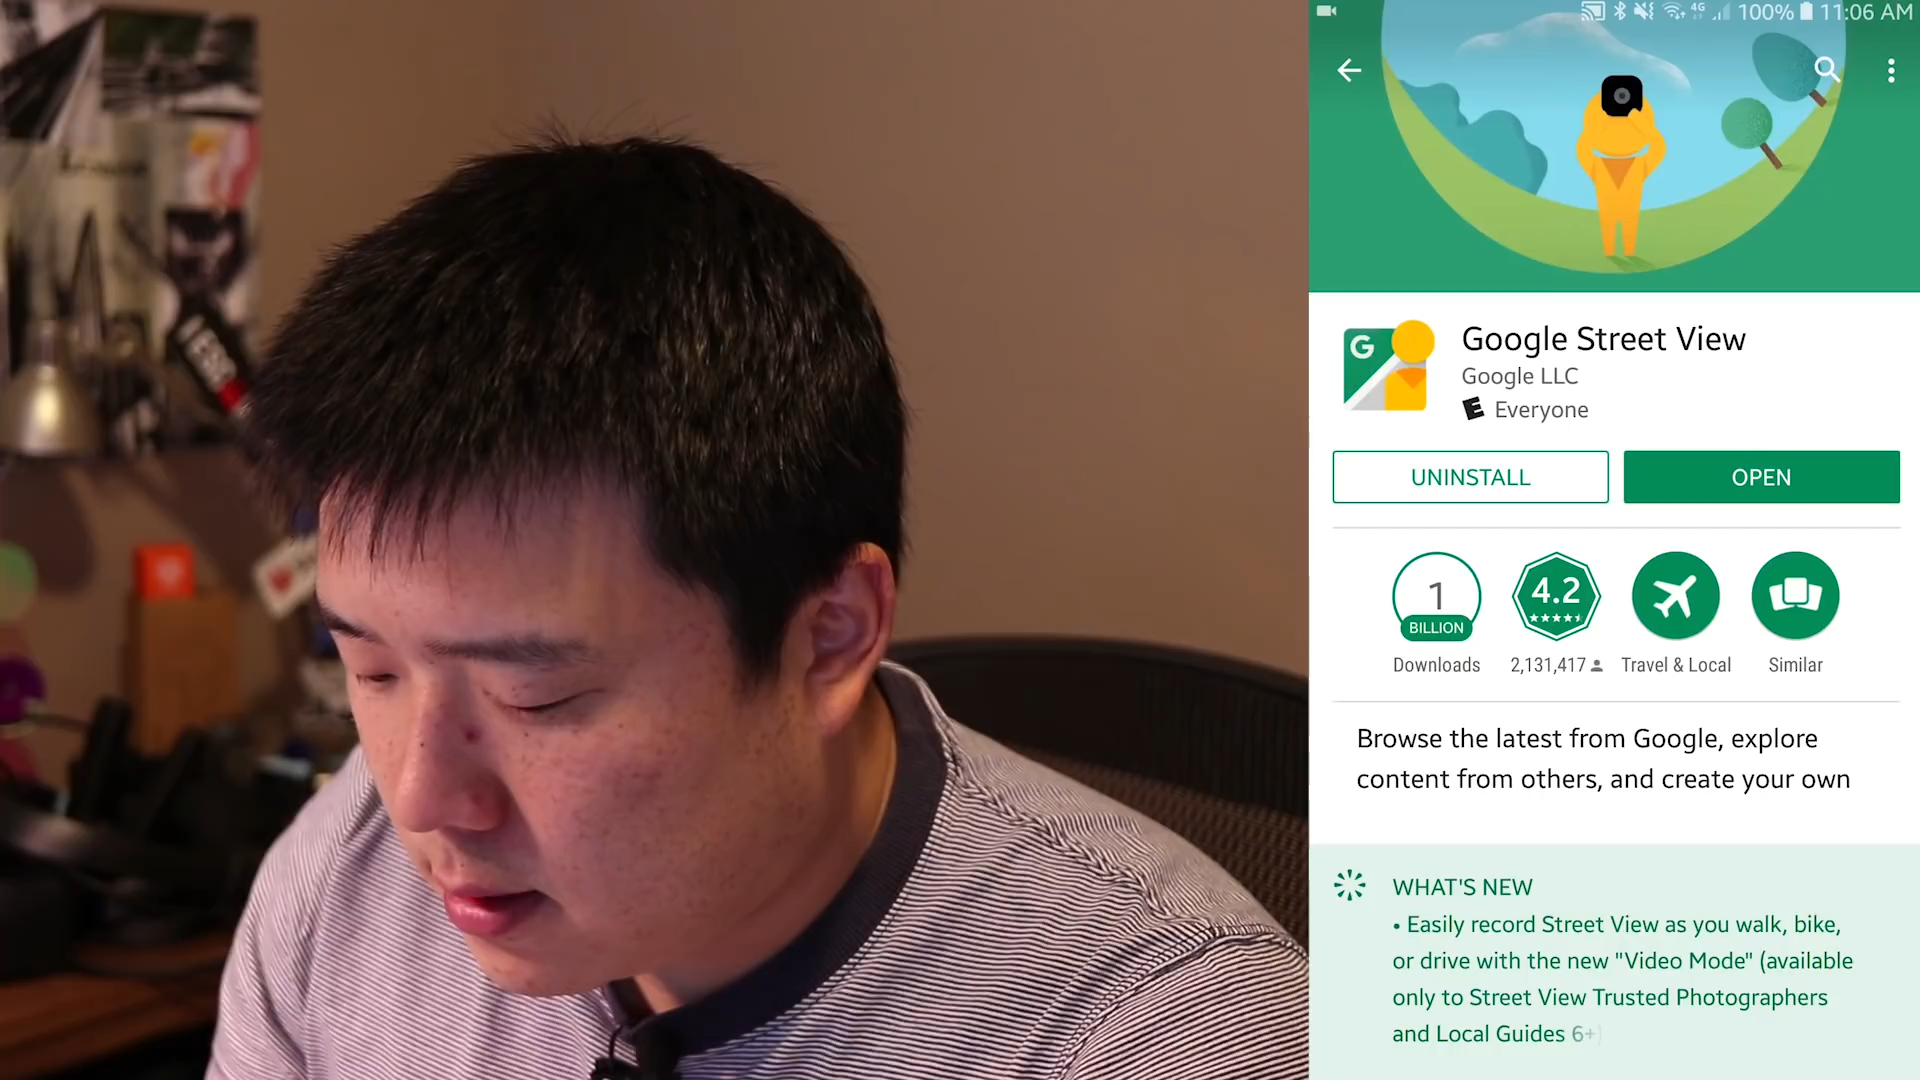 4G 100% 11:06 AM
G
Google Street View
Google LLC
E Everyone
UNINSTALL
OPEN
1
BILLION
Downloads
4.2
2,131,417
Travel & Local
Similar
Browse the latest from Google, explore
content from others, and create your own
WHAT'S NEW
• Easily record Street View as you walk, bike,
or drive with the new "Video Mode" (available
only to Street View Trusted Photographers
and Local Guides 6+)